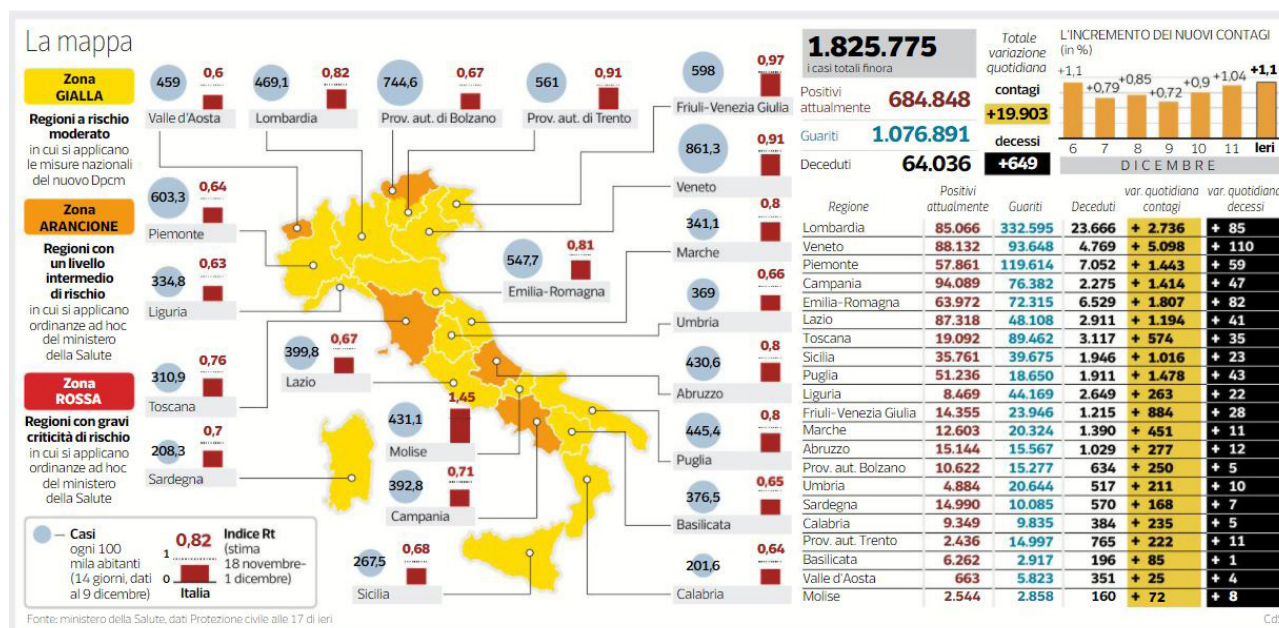 La mappa
Zona
GIALLA
Regioni a rischio
moderato
in cui si applicano
le misure nazionali
del nuovo Dpcm
Zona
ARANCIONE
Regioni con
un livello
intermedio
di rischio
in cui si applicano
ordinanze ad hoc
del ministero
della Salute
Zona
ROSSA
Regioni con gravi
criticità di rischio
in cui si applicano
ordinanze ad hoc
del ministero
della Salute
459 0,6
Valle d'Aosta
469,1 0,82
Lombardia
744,6 0,67
Prov. aut. di Bolzano
561 0,91
Prov. aut. di Trento
598 0,97
Friuli-Venezia Giulia
861,3 0,91
Veneto
603,3 0,64
Piemonte
341,1 0,8
Marche
547,7 0,81
Emilia-Romagna
334,8 0,63
Liguria
369 0,66
Umbria
399,8 0,67
Lazio
310,9 0,76
Toscana
430,6 0,8
Abruzzo
431,1 1,45
Molise
208,3 0,7
Sardegna
445,4 0,8
Puglia
392,8 0,71
Campania
376,5 0,65
Basilicata
267,5 0,68
Sicilia
201,6 0,64
Calabria
Casi
ogni 100
mila abitanti
(14 giorni, dati
al 9 dicembre)
1
0
0,82
Italia
Indice Rt
(stima
18 novembre-
1 dicembre)
Fonte: ministero della Salute, dati Protezione civile alle 17 di ieri
1.825.775
i casi totali finora
Positivi
attualmente 684.848
Guariti 1.076.891
Deceduti 64.036
Totale
variazione
quotidiana
contagi
+19.903
decessi
+649
L'INCREMENTO DEI NUOVI CONTAGI
(in %)
+1,1 +0,79 +0,85 +0,72 +0,9 +1,04 +1,1
6 7 8 9 10 11 Ieri
DICEMBRE
Regione Positivi attualmente Guariti Deceduti var. quotidiana contagi var. quotidiana decessi
Lombardia 85.066 332.595 23.666 + 2.736 + 85
Veneto 88.132 93.648 4.769 + 5.098 + 110
Piemonte 57.861 119.614 7.052 + 1.443 + 59
Campania 94.089 76.382 2.275 + 1.414 + 47
Emilia-Romagna 63.972 72.315 6.529 + 1.807 + 82
Lazio 87.318 48.108 2.911 + 1.194 + 41
Toscana 19.092 89.462 3.117 + 574 + 35
Sicilia 35.761 39.675 1.946 + 1.016 + 23
Puglia 51.236 18.650 1.911 + 1.478 + 43
Liguria 8.469 44.169 2.649 + 263 + 22
Friuli-Venezia Giulia 14.355 23.946 1.215 + 884 + 28
Marche 12.603 20.324 1.390 + 451 + 11
Abruzzo 15.144 15.567 1.029 + 277 + 12
Prov. aut. Bolzano 10.622 15.277 634 + 250 + 5
Umbria 4.884 20.644 517 + 211 + 10
Sardegna 14.990 10.085 570 + 168 + 7
Calabria 9.349 9.835 384 + 235 + 5
Prov. aut. Trento 2.436 14.997 765 + 222 + 11
Basilicata 6.262 2.917 196 + 85 + 1
Valle d'Aosta 663 5.823 351 + 25 + 4
Molise 2.544 2.858 160 + 72 + 8